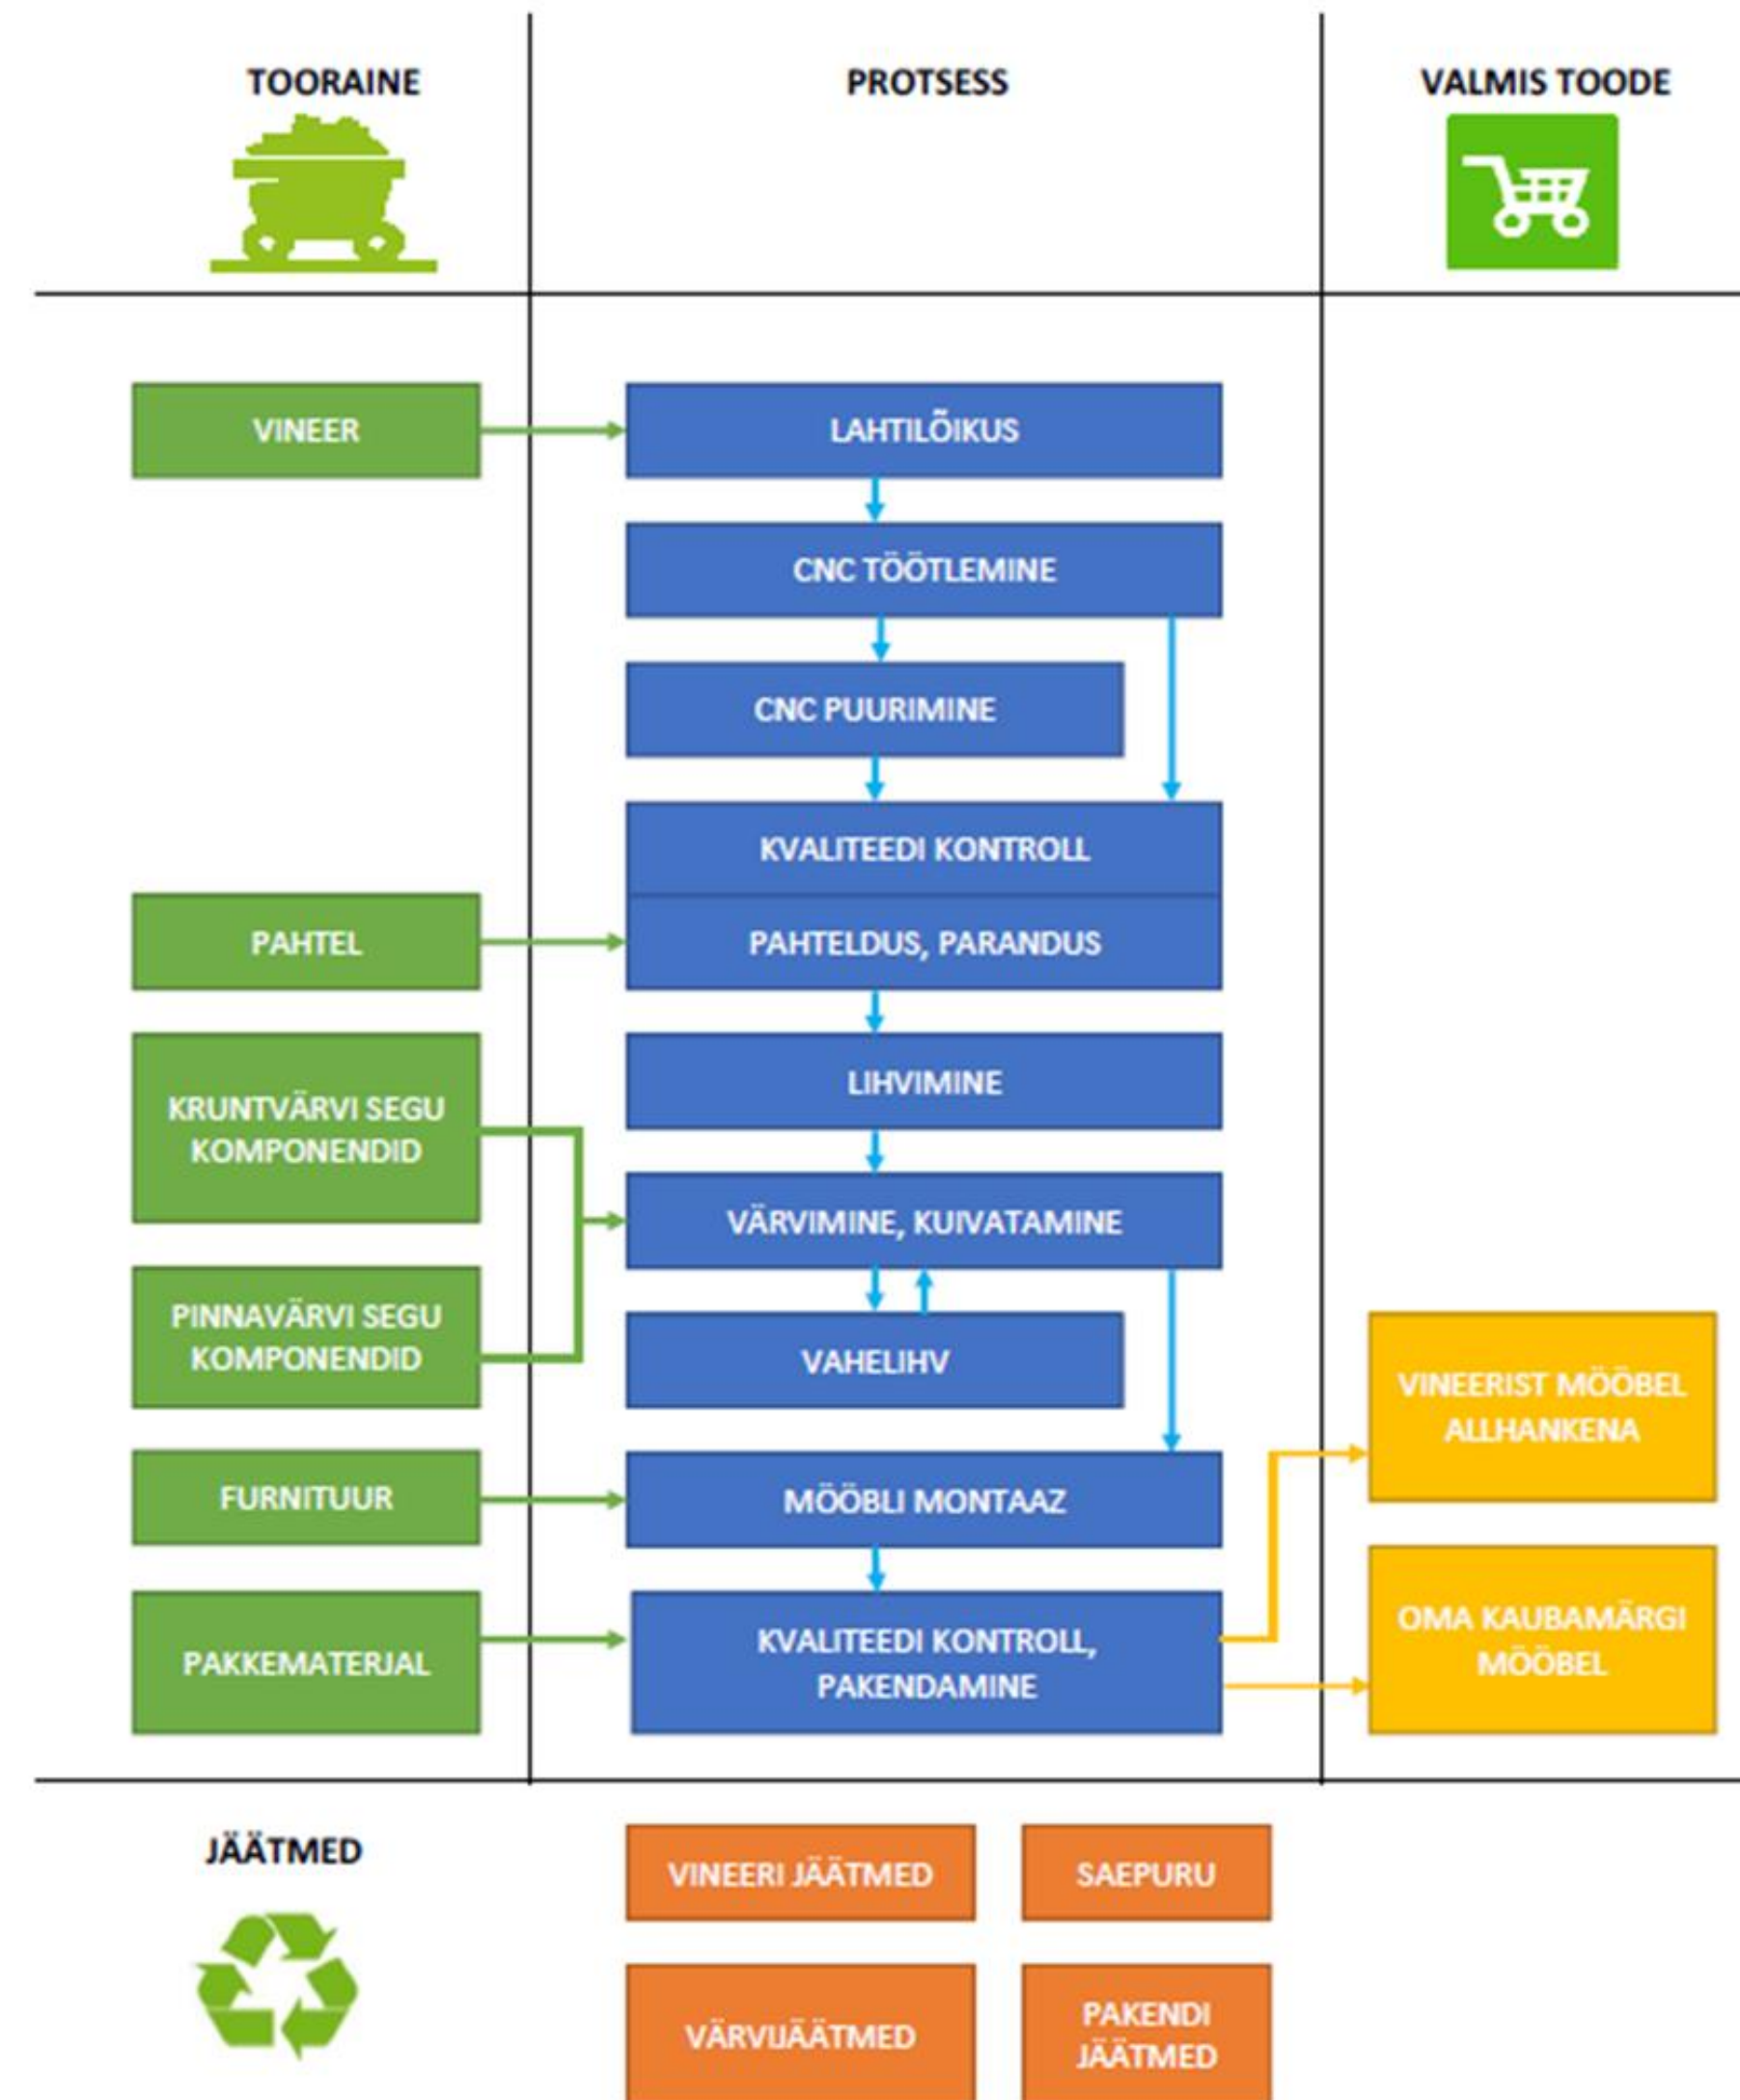 TOORAINE
PROTSESS
VALMIS TOODE
VINEER
LAHTILÕIKUS
CNC TÖÖTLEMINE
CNC PUURIMINE
KVALITEEDI KONTROLL
PAHTEL
PAHTELDUS, PARANDUS
KRUNTVÄRVI SEGU
KOMPONENDID
LIHVIMINE
VÄRVIMINE, KUIVATAMINE
PINNAVÄRVI SEGU
KOMPONENDID
VAHELIHV
VINEERIST MÖÖBEL
ALLHANKENA
FURNITUUR
MÖÖBLI MONTAAZ
PAKKEMATERJAL
KVALITEEDI KONTROLL,
PAKENDAMINE
OMA KAUBAMÄRGI
MÖÖBEL
JÄÄTMED
VINEERI JÄÄTMED
SAEPURU
VÄRVIJÄÄTMED
PAKENDI
JÄÄTMED